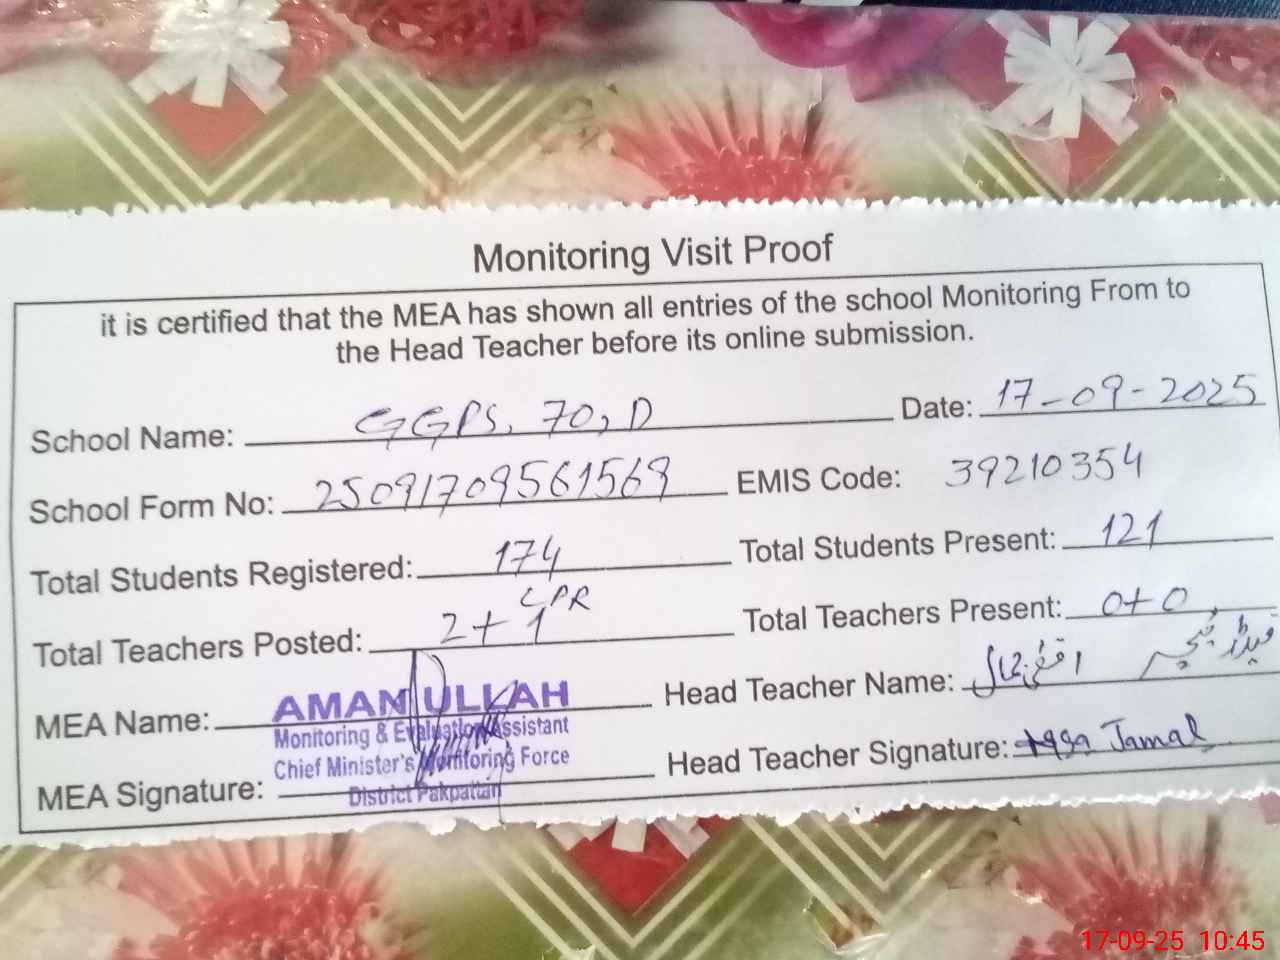 Monitoring Visit Proof
it is certified that the MEA has shown all entries of the school Monitoring From to
the Head Teacher before its online submission.
School Name: GGPS, 70, D Date: 17-09-2025
School Form No: 25091709561569 EMIS Code: 39210354
Total Students Registered: 174 Total Students Present: 121
Total Teachers Posted: 2+1 CPR Total Teachers Present: 0+0
MEA Name: AMAN ULLAH Head Teacher Name: اقصیٰ جمال
Monitoring & Evaluation Assistant
Chief Minister's Monitoring Force
MEA Signature: District Pakpattan Head Teacher Signature: Aqsa Jamal
17-09-25 10:45